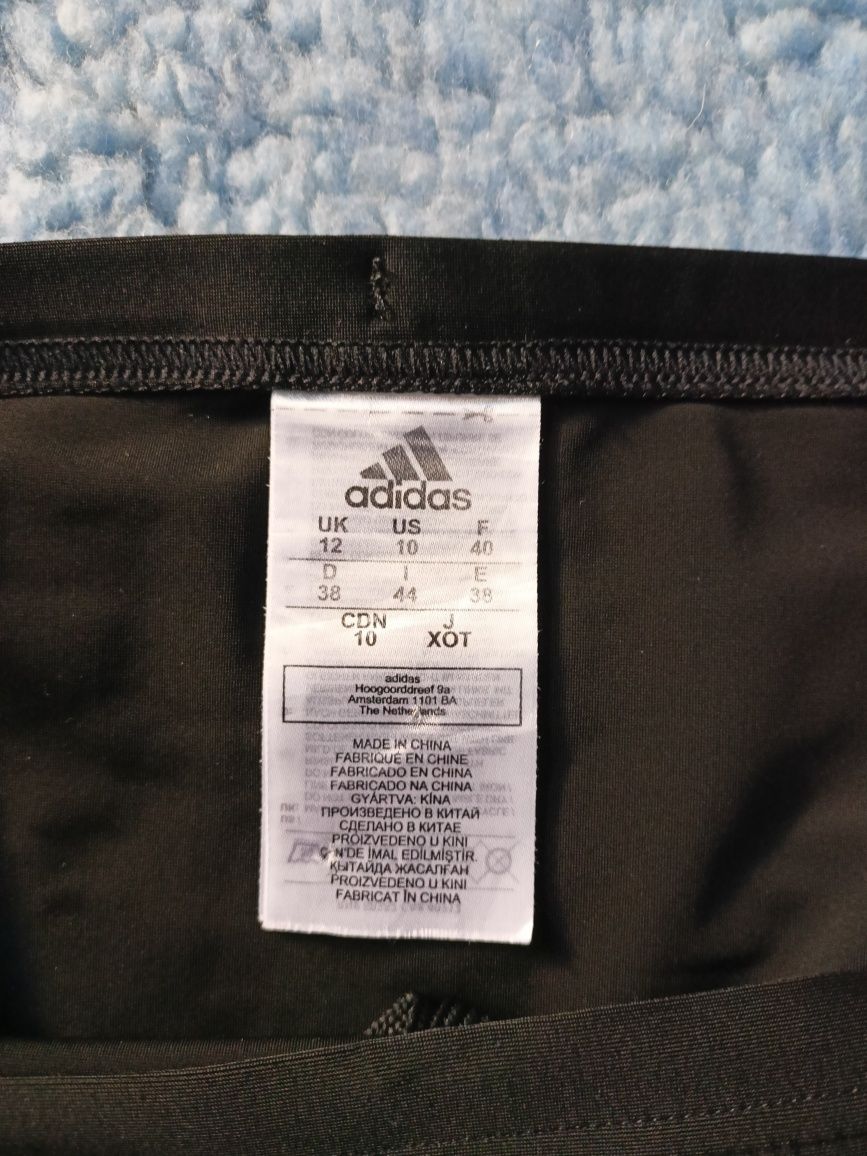 adidas
UK US F
12 10 40
D I E
38 44 38
CDN J
10 XOT
adidas
Hoogoorddreef 9a
Amsterdam 1101 BA
The Netherlands
MADE IN CHINA
FABRIQUÉ EN CHINE
FABRICADO EN CHINA
FABRICADO NA CHINA
GYÁRTVA: KÍNA
ПРОИЗВЕДЕНО В КИТАЙ
СДЕЛАНО В КИТАЕ
PROIZVEDENO U KINI
ÇİN'DE İMAL EDİLMİŞTİR
ҚЫТАЙДА ЖАСАЛҒАН
PROIZVEDENO U KINI
FABRICAT ÎN CHINA